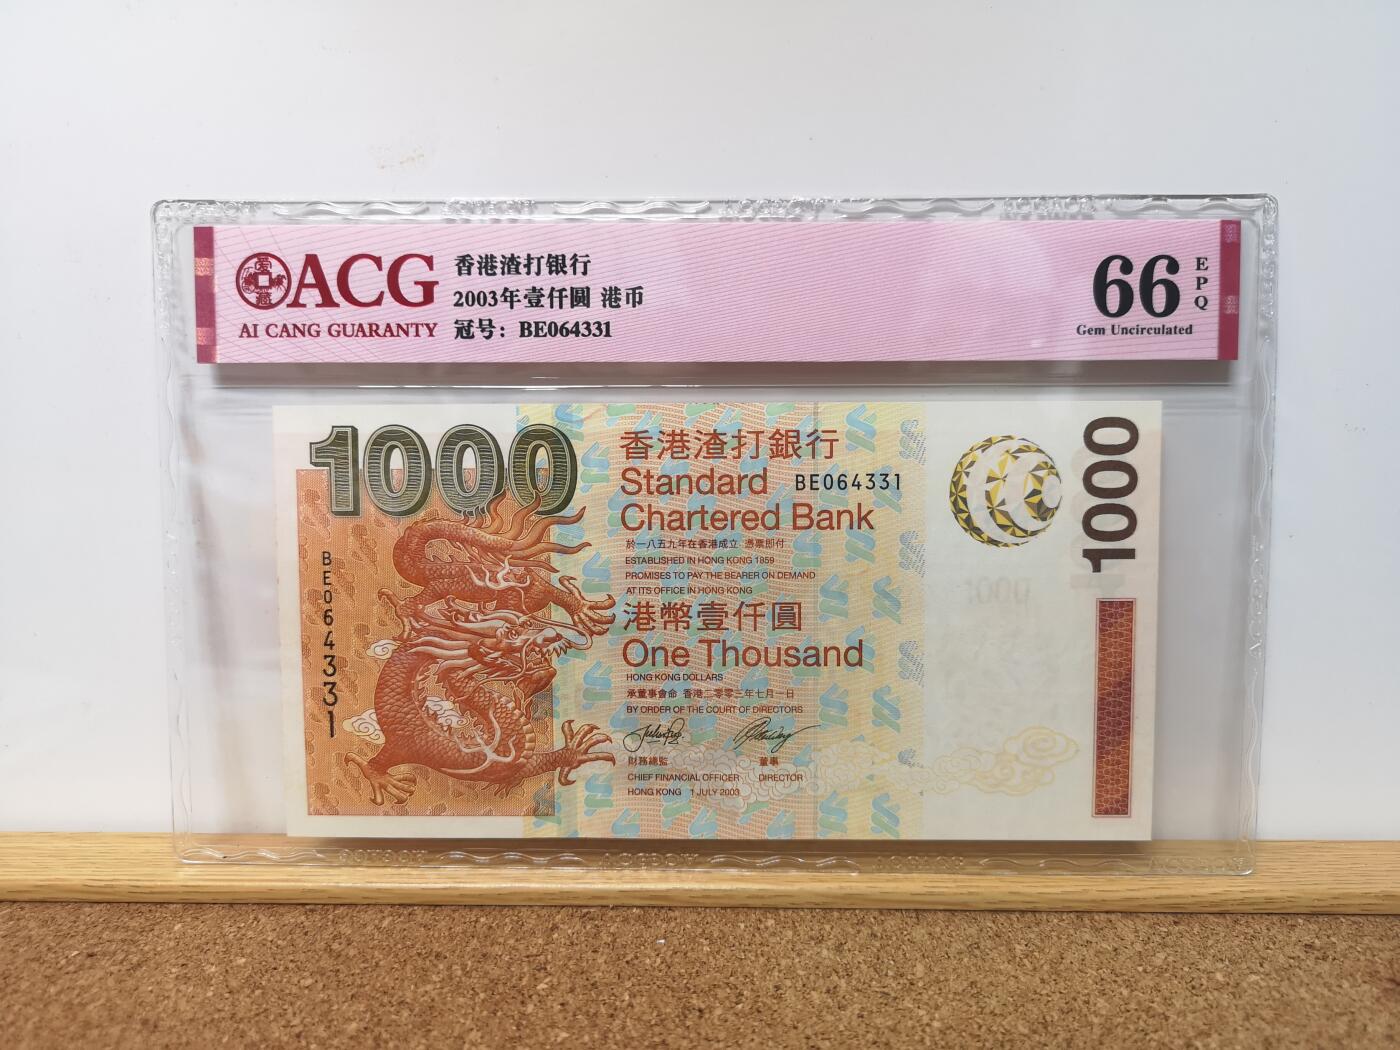 ACG
AI CANG GUARANTY
香港渣打银行
2003年壹仟圆 港币
冠号：BE064331
66
EPQ
Gem Uncirculated
1000
BE064331
香港渣打銀行
Standard
BE064331
Chartered Bank
於一八五九年在香港成立 憑票即付
ESTABLISHED IN HONG KONG 1859
PROMISES TO PAY THE BEARER ON DEMAND
AT ITS OFFICE IN HONG KONG
港幣壹仟圓
One Thousand
HONG KONG DOLLARS
承董事會命 香港二零零三年七月一日
BY ORDER OF THE COURT OF DIRECTORS
財務總監 董事
CHIEF FINANCIAL OFFICER DIRECTOR
HONG KONG 1 JULY 2003
1000